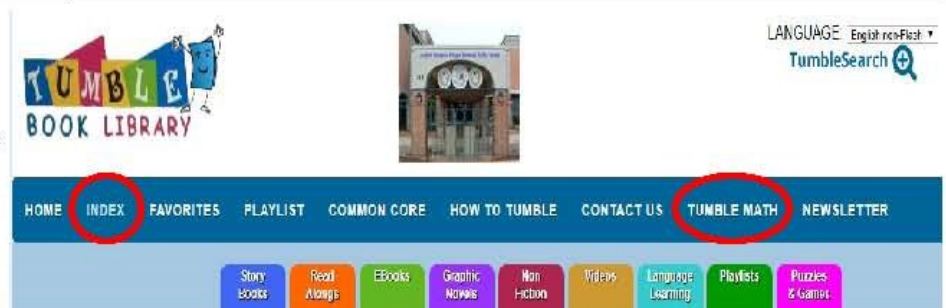 TUMBLE
BOOK LIBRARY
LANGUAGE: English non-Flash
TumbleSearch
HOME INDEX FAVORITES PLAYLIST COMMON CORE HOW TO TUMBLE CONTACT US TUMBLE MATH NEWSLETTER
Story Books
Read Alongs
EBooks
Graphic Novels
Non Fiction
Videos
Language Learning
Playlists
Puzzles & Games